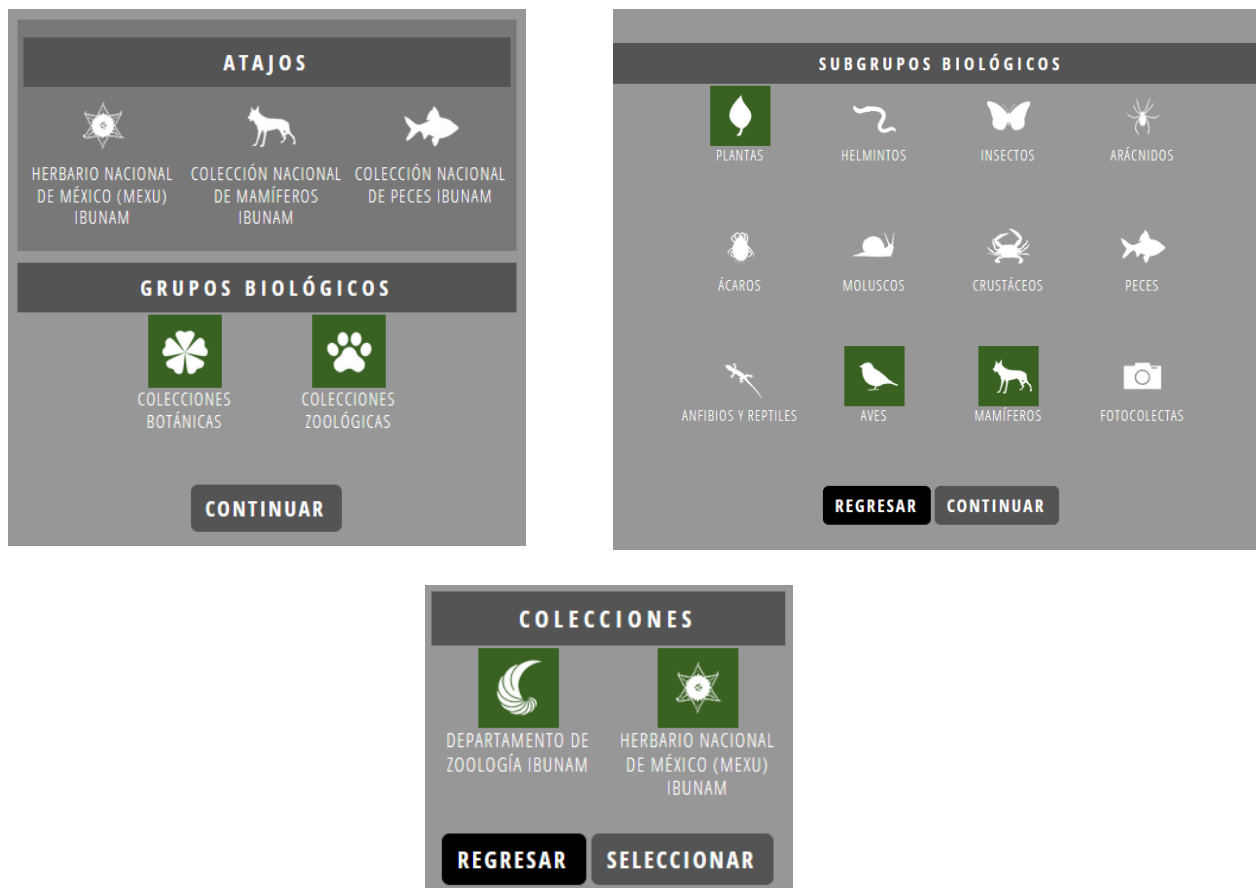 ATAJOS
HERBARIO NACIONAL
DE MÉXICO (MEXU)
IBUNAM
COLECCIÓN NACIONAL
DE MAMÍFEROS
IBUNAM
COLECCIÓN NACIONAL
DE PECES IBUNAM
GRUPOS BIOLÓGICOS
COLECCIONES
BOTÁNICAS
COLECCIONES
ZOOLÓGICAS
CONTINUAR
SUBGRUPOS BIOLÓGICOS
PLANTAS
HELMINTOS
INSECTOS
ARÁCNIDOS
ÁCAROS
MOLUSCOS
CRUSTÁCEOS
PECES
ANFIBIOS Y REPTILES
AVES
MAMÍFEROS
FOTOCOLECTAS
REGRESAR
CONTINUAR
COLECCIONES
DEPARTAMENTO DE
ZOOLOGÍA IBUNAM
HERBARIO NACIONAL
DE MÉXICO (MEXU)
IBUNAM
REGRESAR
SELECCIONAR